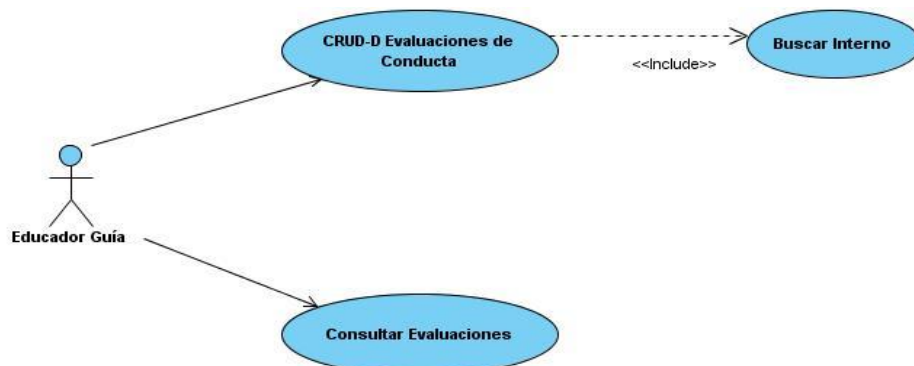 CRUD-D Evaluaciones de
Conducta
<<Include>>
Buscar Interno
Educador Guía
Consultar Evaluaciones